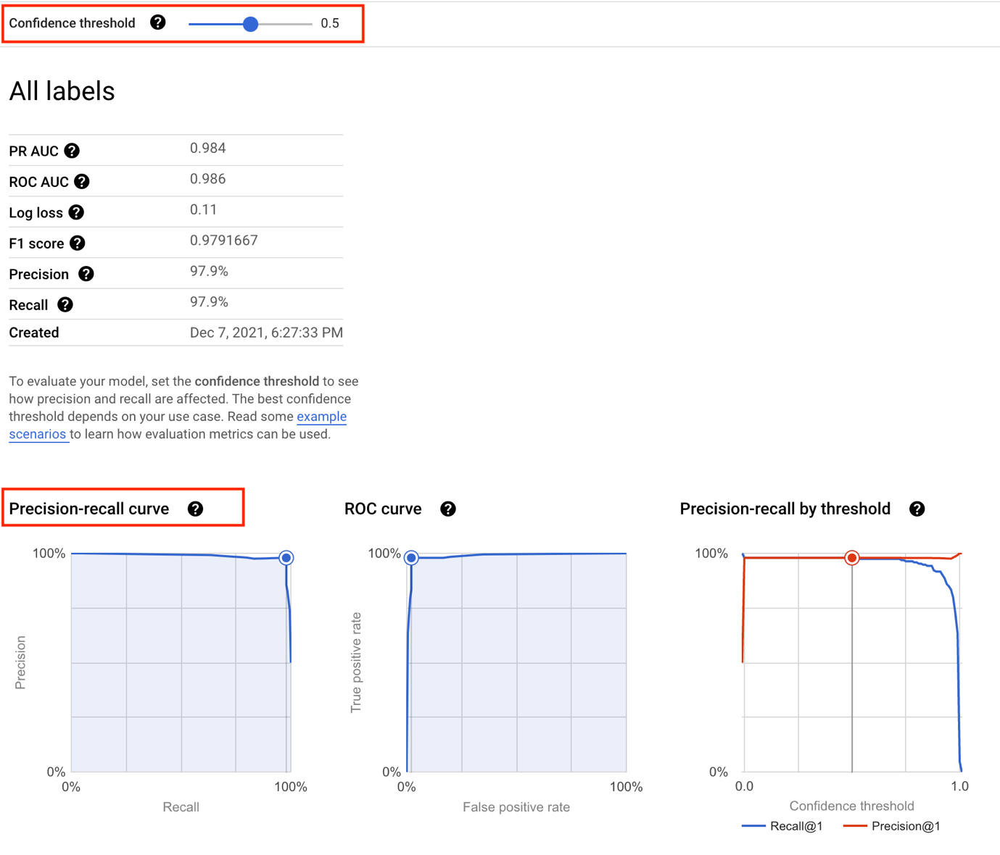 Confidence threshold ? 0.5
All labels
PR AUC ? 0.984
ROC AUC ? 0.986
Log loss ? 0.11
F1 score ? 0.9791667
Precision ? 97.9%
Recall ? 97.9%
Created Dec 7, 2021, 6:27:33 PM
To evaluate your model, set the confidence threshold to see
how precision and recall are affected. The best confidence
threshold depends on your use case. Read some example
scenarios to learn how evaluation metrics can be used.
Precision-recall curve ?
100%
Precision
0%
0% 100%
Recall
ROC curve ?
100%
True positive rate
0%
0% 100%
False positive rate
Precision-recall by threshold ?
100%
0%
0.0 1.0
Confidence threshold
Recall@1 Precision@1